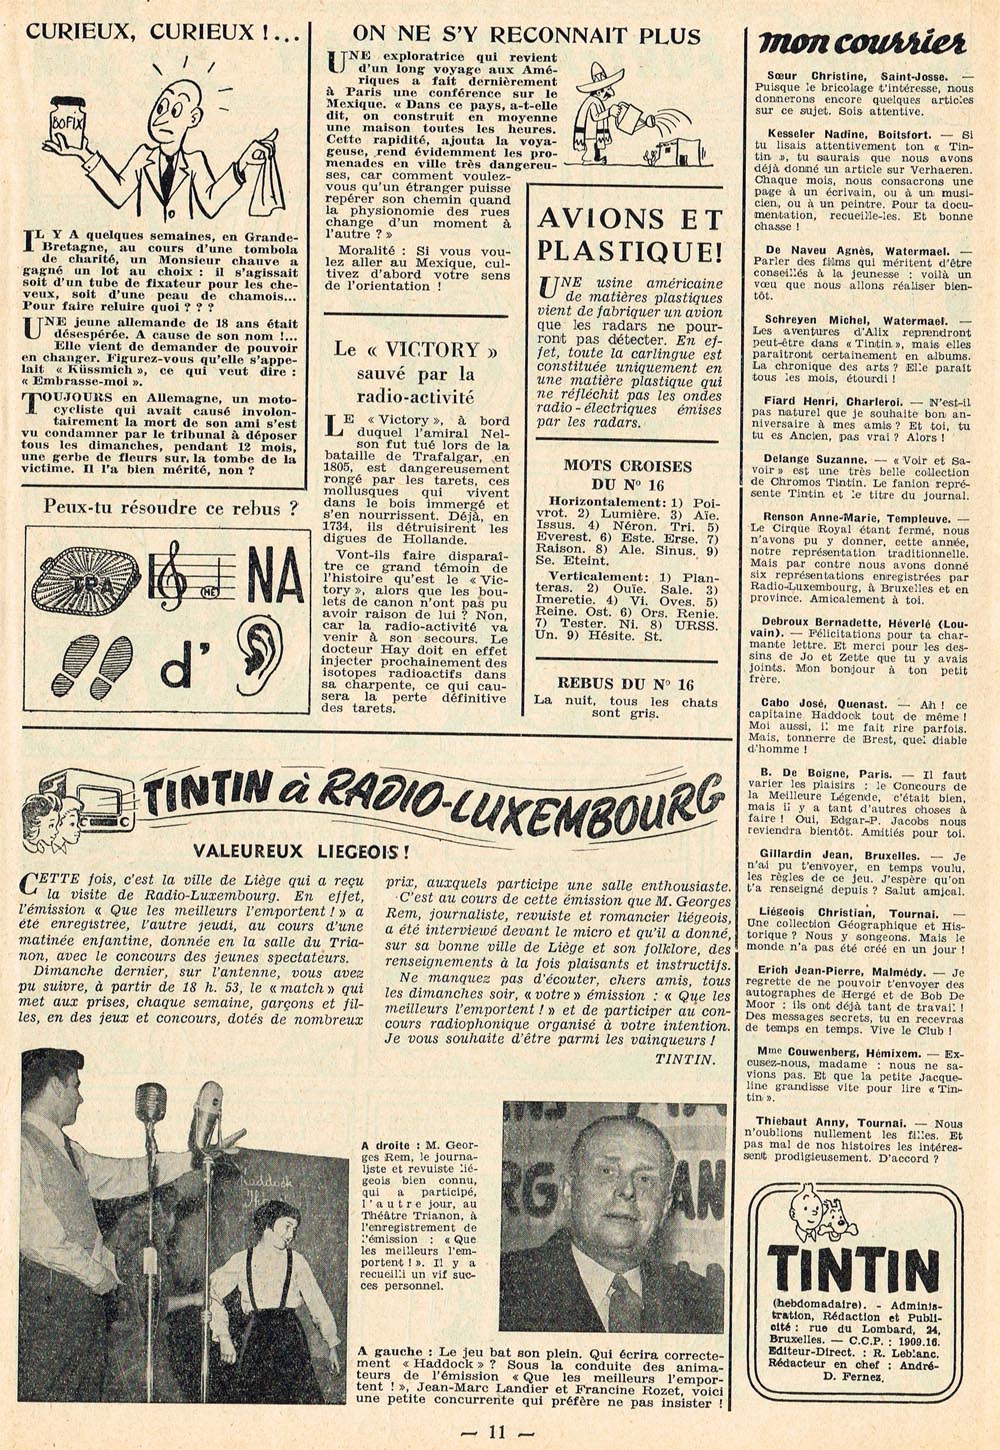 CURIEUX, CURIEUX !...
BOFIX
IL Y A quelques semaines, en Grande-
Bretagne, au cours d'une tombola
de charité, un Monsieur chauve a
gagné un lot au choix : il s'agissait
soit d'un tube de fixateur pour les che-
veux, soit d'une peau de chamois...
Pour faire reluire quoi ? ? ?
UNE jeune allemande de 18 ans était
désespérée. A cause de son nom !...
Elle vient de demander de pouvoir
en changer. Figurez-vous qu'elle s'appe-
lait « Küssmich », ce qui veut dire :
« Embrasse-moi ».
TOUJOURS en Allemagne, un moto-
cycliste qui avait causé involon-
tairement la mort de son ami s'est
vu condamner par le tribunal à déposer
tous les dimanches, pendant 12 mois,
une gerbe de fleurs sur la tombe de la
victime. Il l'a bien mérité, non ?
Peux-tu résoudre ce rebus ?
TRA
NE
NA
d'
ON NE S'Y RECONNAIT PLUS
UNE exploratrice qui revient
d'un long voyage aux Amé-
riques a fait dernièrement
à Paris une conférence sur le
Mexique. « Dans ce pays, a-t-elle
dit, on construit en moyenne
une maison toutes les heures.
Cette rapidité, ajouta la voya-
geuse, rend évidemment les pro-
menades en ville très dangereu-
ses, car comment voulez-
vous qu'un étranger puisse
repérer son chemin quand
la physionomie des rues
change d'un moment à
l'autre ? »
Moralité : Si vous vou-
lez aller au Mexique, cul-
tivez d'abord votre sens
de l'orientation !
Le « VICTORY »
sauvé par la
radio-activité
LE « Victory », à bord
duquel l'amiral Nel-
son fut tué lors de la
bataille de Trafalgar, en
1805, est dangereusement
rongé par les tarets, ces
mollusques qui vivent
dans le bois immergé et
s'en nourrissent. Déjà, en
1734, ils détruisirent les
digues de Hollande.
Vont-ils faire disparaî-
tre ce grand témoin de
l'histoire qu'est le « Vic-
tory », alors que les bou-
lets de canon n'ont pas pu
avoir raison de lui ? Non,
car la radio-activité va
venir à son secours. Le
docteur Hay doit en effet
injecter prochainement des
isotopes radioactifs dans
sa charpente, ce qui cau-
sera la perte définitive
des tarets.
AVIONS ET
PLASTIQUE!
UNE usine américaine
de matières plastiques
vient de fabriquer un avion
que les radars ne pour-
ront pas détecter. En ef-
fet, toute la carlingue est
constituée uniquement en
une matière plastique qui
ne réfléchit pas les ondes
radio-électriques émises
par les radars.
MOTS CROISES
DU No 16
Horizontalement: 1) Poi-
vrot. 2) Lumière. 3) Aïe.
Issus. 4) Néron. Tri. 5)
Everest. 6) Este. Erse. 7)
Raison. 8) Ale. Sinus. 9)
Se. Eteint.
Verticalement: 1) Plan-
teras. 2) Ouïe. Sale. 3)
Imeretie. 4) Vi. Oves. 5)
Reine. Ost. 6) Ors. Renie.
7) Tester. Ni. 8) URSS.
Un. 9) Hésite. St.
REBUS DU No 16
La nuit, tous les chats
sont gris.
TINTIN à RADIO-LUXEMBOURG
VALEUREUX LIEGEOIS !
CETTE fois, c'est la ville de Liège qui a reçu
la visite de Radio-Luxembourg. En effet,
l'émission « Que les meilleurs l'emportent ! » a
été enregistrée, l'autre jeudi, au cours d'une
matinée enfantine, donnée en la salle du Tria-
non, avec le concours des jeunes spectateurs.
Dimanche dernier, sur l'antenne, vous avez
pu suivre, à partir de 18 h. 53, le « match » qui
met aux prises, chaque semaine, garçons et fil-
les, en des jeux et concours, dotés de nombreux
prix, auxquels participe une salle enthousiaste.
C'est au cours de cette émission que M. Georges
Rem, journaliste, revuiste et romancier liégeois,
a été interviewé devant le micro et qu'il a donné,
sur sa bonne ville de Liège et son folklore, des
renseignements à la fois plaisants et instructifs.
Ne manquez pas d'écouter, chers amis, tous
les dimanches soir, « votre » émission : « Que les
meilleurs l'emportent ! » et de participer au con-
cours radiophonique organisé à votre intention.
Je vous souhaite d'être parmi les vainqueurs !
TINTIN.
Haddock
A droite : M. Geor-
ges Rem, le journa-
liste et revuiste lié-
geois bien connu,
qui a participé,
l'autre jour, au
Théâtre Trianon, à
l'enregistrement de
l'émission : « Que
les meilleurs l'em-
portent ! ». Il y a
recueilli un vif suc-
cès personnel.
RG
AN
A gauche : Le jeu bat son plein. Qui écrira correcte-
ment « Haddock » ? Sous la conduite des anima-
teurs de l'émission « Que les meilleurs l'empor-
tent ! », Jean-Marc Landier et Francine Rozet, voici
une petite concurrente qui préfère ne pas insister !
mon courrier
Sœur Christine, Saint-Josse. —
Puisque le bricolage t'intéresse, nous
donnerons encore quelques articles
sur ce sujet. Sois attentive.
Kesseler Nadine, Boitsfort. — Si
tu lisais attentivement ton « Tin-
tin », tu saurais que nous avons
déjà donné un article sur Verhaeren.
Chaque mois, nous consacrons une
page à un écrivain, ou à un musi-
cien, ou à un peintre. Pour ta docu-
mentation, recueille-les. Et bonne
chasse !
De Naveu Agnès, Watermael. —
Parler des films qui méritent d'être
conseillés à la jeunesse : voilà un
vœu que nous allons réaliser bien-
tôt.
Schreyen Michel, Watermael. —
Les aventures d'Alix reprendront
peut-être dans « Tintin », mais elles
paraîtront certainement en albums.
La chronique des arts ? Elle paraît
tous les mois, étourdi !
Fiard Henri, Charleroi. — N'est-il
pas naturel que je souhaite bon an-
niversaire à mes amis ? Et toi, tu
tu es Ancien, pas vrai ? Alors !
Delange Suzanne. — « Voir et Sa-
voir » est une très belle collection
de Chromos Tintin. Le fanion repré-
sente Tintin et le titre du journal.
Renson Anne-Marie, Templeuve. —
Le Cirque Royal étant fermé, nous
n'avons pu y donner, cette année,
notre représentation traditionnelle.
Mais par contre nous avons donné
six représentations enregistrées par
Radio-Luxembourg, à Bruxelles et en
province. Amicalement à toi.
Debroux Bernadette, Héverlé (Lou-
vain). — Félicitations pour ta char-
mante lettre. Et merci pour les des-
sins de Jo et Zette que tu y avais
joints. Mon bonjour à ton petit
frère.
Cabo José, Quenast. — Ah ! ce
capitaine Haddock tout de même !
Moi aussi, il me fait rire parfois.
Mais, tonnerre de Brest, quel diable
d'homme !
B. De Boigne, Paris. — Il faut
varier les plaisirs : le Concours de
la Meilleure Légende, c'était bien,
mais il y a tant d'autres choses à
faire ! Oui, Edgar-P. Jacobs nous
reviendra bientôt. Amitiés pour toi.
Gillardin Jean, Bruxelles. — Je
n'ai pu t'envoyer, en temps voulu,
les règles de ce jeu. J'espère qu'on
t'a renseigné depuis ? Salut amical.
Liégeois Christian, Tournai. —
Une collection Géographique et His-
torique ? Nous y songeons. Mais le
monde n'a pas été créé en un jour !
Erich Jean-Pierre, Malmédy. — Je
regrette de ne pouvoir t'envoyer des
autographes de Hergé et de Bob De
Moor : ils ont déjà tant de travail !
Des messages secrets, tu en recevras
de temps en temps. Vive le Club !
Mme Couwenberg, Hémixem. — Ex-
cusez-nous, madame : nous ne sa-
vions pas. Et que la petite Jacque-
line grandisse vite pour lire « Tin-
tin ».
Thiebaut Anny, Tournai. — Nous
n'oublions nullement les filles. Et
pas mal de nos histoires les intéres-
sent prodigieusement. D'accord ?
TINTIN
(hebdomadaire). - Adminis-
tration, Rédaction et Publi-
cité : rue du Lombard, 24,
Bruxelles. — C.C.P. : 1909.16.
Editeur-Direct. : R. Leblanc.
Rédacteur en chef : André-
D. Fernez.
— 11 —